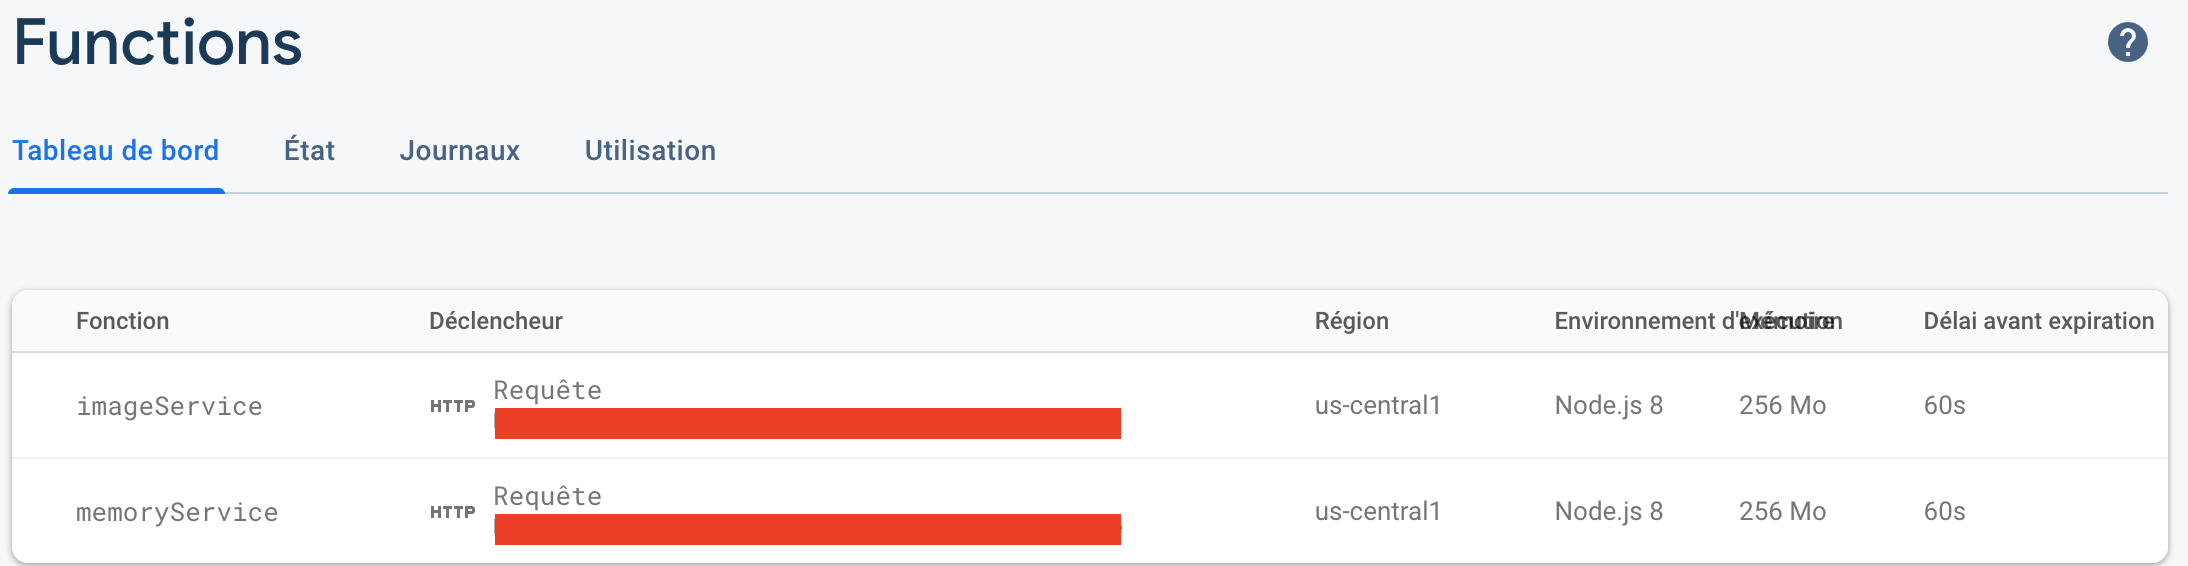 Functions
?
Tableau de bord État Journaux Utilisation
Fonction Déclencheur Région Environnement d'exécution Mémoire Délai avant expiration
Requête
imageService HTTP us-central1 Node.js 8 256 Mo 60s
Requête
memoryService HTTP us-central1 Node.js 8 256 Mo 60s